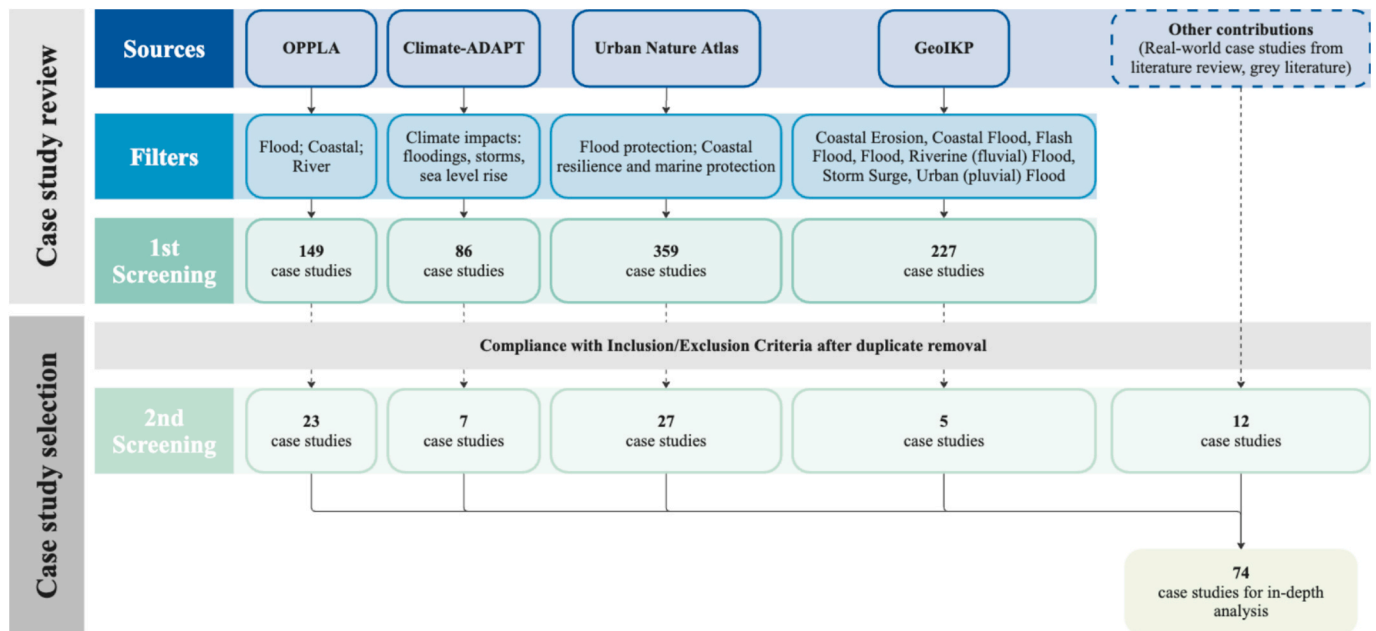 Case study review
Sources
OPPLA
Climate-ADAPT
Urban Nature Atlas
GeoIKP
Other contributions
(Real-world case studies from
literature review, grey literature)
Filters
Flood; Coastal;
River
Climate impacts:
floodings, storms,
sea level rise
Flood protection; Coastal
resilience and marine protection
Coastal Erosion, Coastal Flood, Flash
Flood, Flood, Riverine (fluvial) Flood,
Storm Surge, Urban (pluvial) Flood
1st
Screening
149
case studies
86
case studies
359
case studies
227
case studies
Case study selection
Compliance with Inclusion/Exclusion Criteria after duplicate removal
2nd
Screening
23
case studies
7
case studies
27
case studies
5
case studies
12
case studies
74
case studies for in-depth
analysis